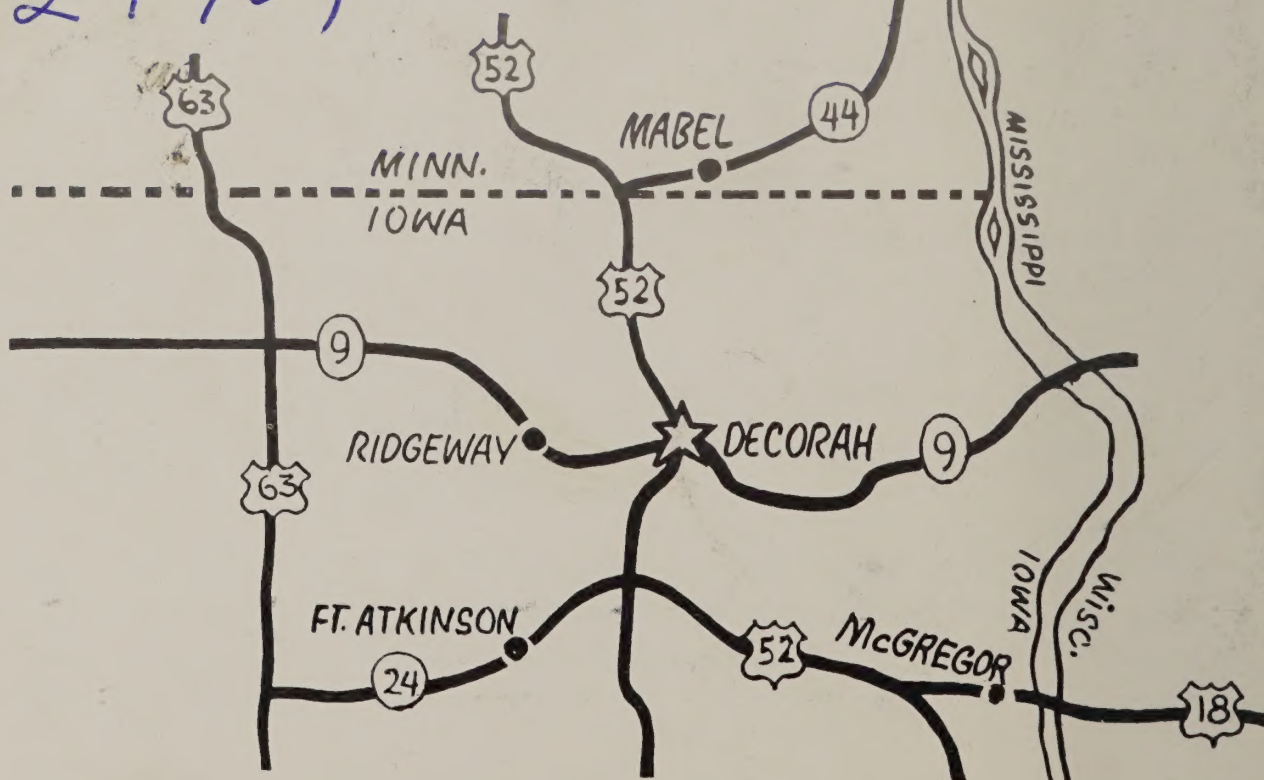 52
63
MABEL
44
MINN.
IOWA
MISSISSIPPI
52
9
RIDGEWAY
DECORAH
9
63
IOWA
WISC.
FT. ATKINSON
24
52
McGREGOR
18